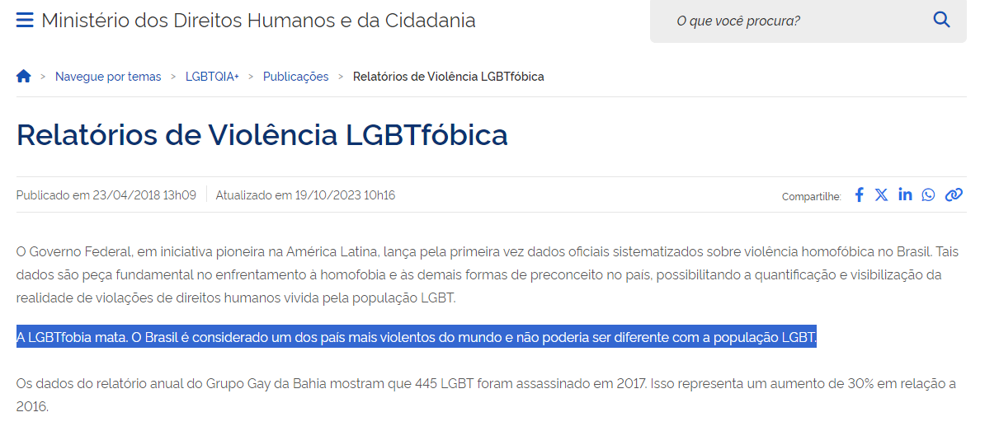 Ministério dos Direitos Humanos e da Cidadania
O que você procura?
Navegue por temas > LGBTQIA+ > Publicações > Relatórios de Violência LGBTfóbica
Relatórios de Violência LGBTfóbica
Publicado em 23/04/2018 13h09 Atualizado em 19/10/2023 10h16
Compartilhe:
O Governo Federal, em iniciativa pioneira na América Latina, lança pela primeira vez dados oficiais sistematizados sobre violência homofóbica no Brasil. Tais
dados são peça fundamental no enfrentamento à homofobia e às demais formas de preconceito no país, possibilitando a quantificação e visibilização da
realidade de violações de direitos humanos vivida pela população LGBT.
A LGBTfobia mata. O Brasil é considerado um dos país mais violentos do mundo e não poderia ser diferente com a população LGBT.
Os dados do relatório anual do Grupo Gay da Bahia mostram que 445 LGBT foram assassinado em 2017. Isso representa um aumento de 30% em relação a
2016.